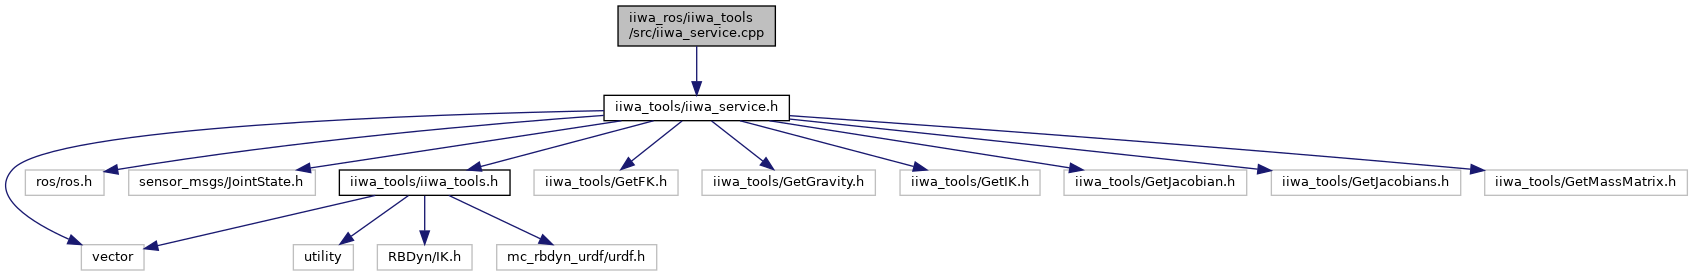 iiwa_ros/iiwa_tools
/src/iiwa_service.cpp
iiwa_tools/iiwa_service.h
ros/ros.h
sensor_msgs/JointState.h
iiwa_tools/iiwa_tools.h
iiwa_tools/GetFK.h
iiwa_tools/GetGravity.h
iiwa_tools/GetIK.h
iiwa_tools/GetJacobian.h
iiwa_tools/GetJacobians.h
iiwa_tools/GetMassMatrix.h
vector
utility
RBDyn/IK.h
mc_rbdyn_urdf/urdf.h